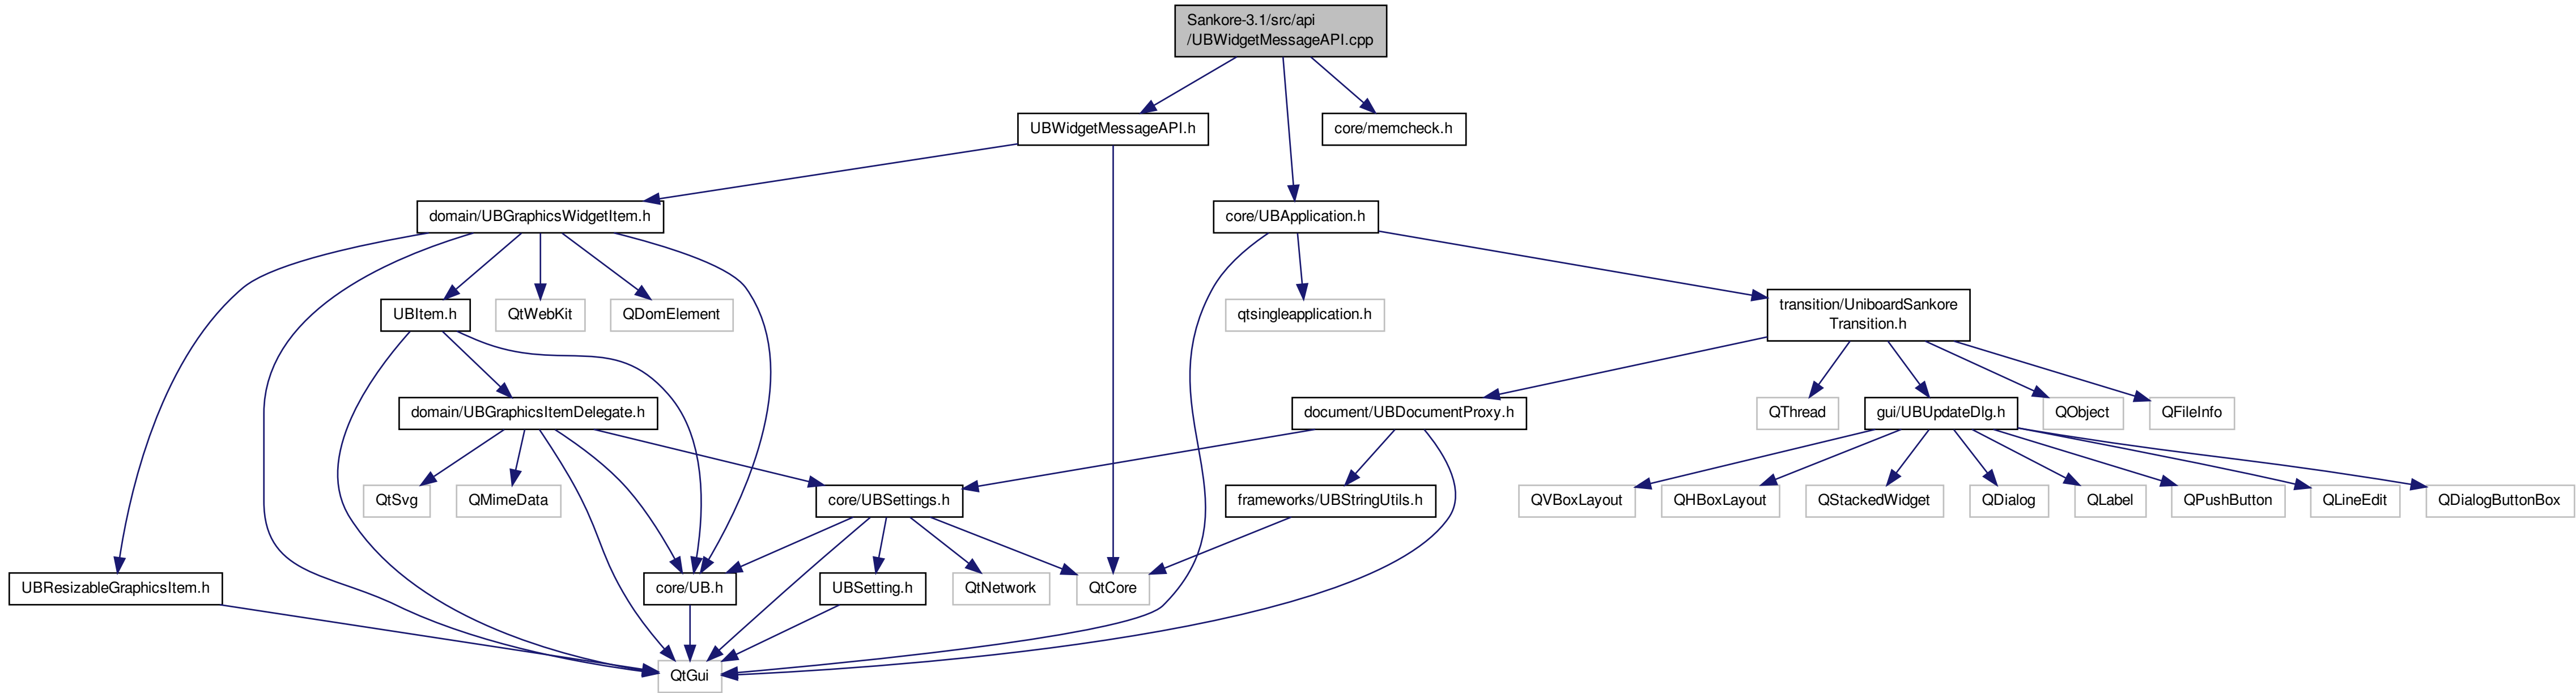 Sankore-3.1/src/api
/UBWidgetMessageAPI.cpp
UBWidgetMessageAPI.h
core/memcheck.h
domain/UBGraphicsWidgetItem.h
core/UBApplication.h
UBItem.h
QtWebKit
QDomElement
qtsingleapplication.h
transition/UniboardSankore
Transition.h
domain/UBGraphicsItemDelegate.h
document/UBDocumentProxy.h
QThread
gui/UBUpdateDlg.h
QObject
QFileInfo
QtSvg
QMimeData
core/UBSettings.h
frameworks/UBStringUtils.h
QVBoxLayout
QHBoxLayout
QStackedWidget
QDialog
QLabel
QPushButton
QLineEdit
QDialogButtonBox
UBResizableGraphicsItem.h
core/UB.h
UBSetting.h
QtNetwork
QtCore
QtGui